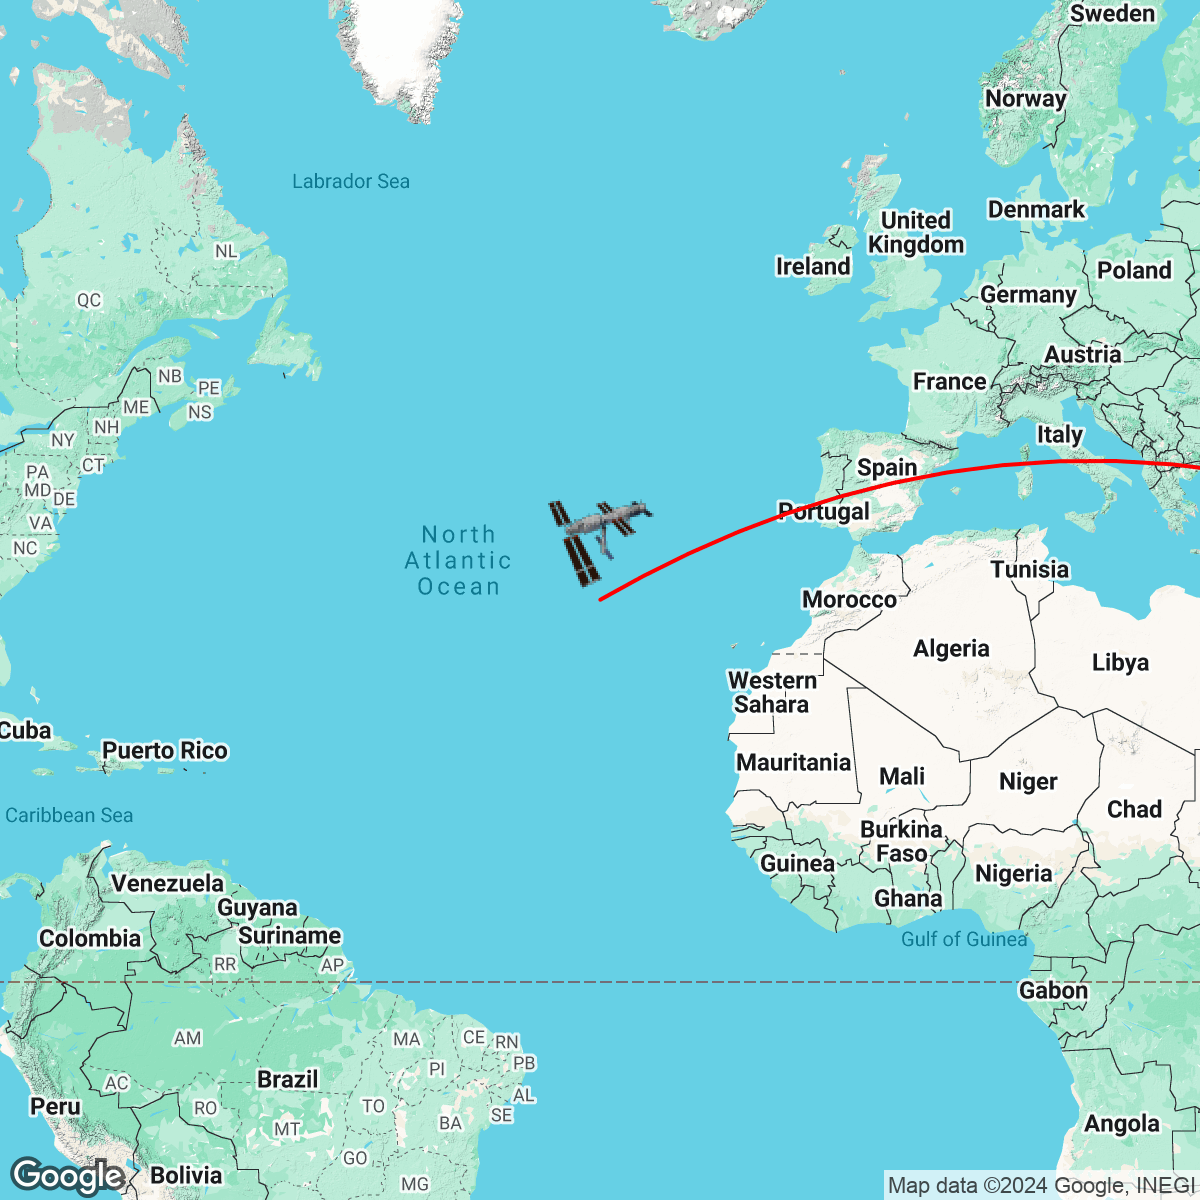 Sweden
Norway
Labrador Sea
Denmark
United
Kingdom
NL
Ireland
Poland
QC
Germany
Austria
NB
PE
France
ME
NS
NH
NY
Italy
CT
PA
Spain
MD
DE
Portugal
VA
North
Atlantic
Ocean
NC
Tunisia
Morocco
Algeria
Libya
Western
Sahara
Cuba
Puerto Rico
Mauritania
Mali
Niger
Chad
Caribbean Sea
Burkina
Faso
Guinea
Nigeria
Venezuela
Ghana
Guyana
Suriname
Colombia
Gulf of Guinea
RR
AP
Gabon
AM
MA
CE
RN
PB
PI
Brazil
AC
AL
Peru
RO
TO
SE
MT
BA
Angola
GO
Bolivia
MG
Google
Map data ©2024 Google, INEGI